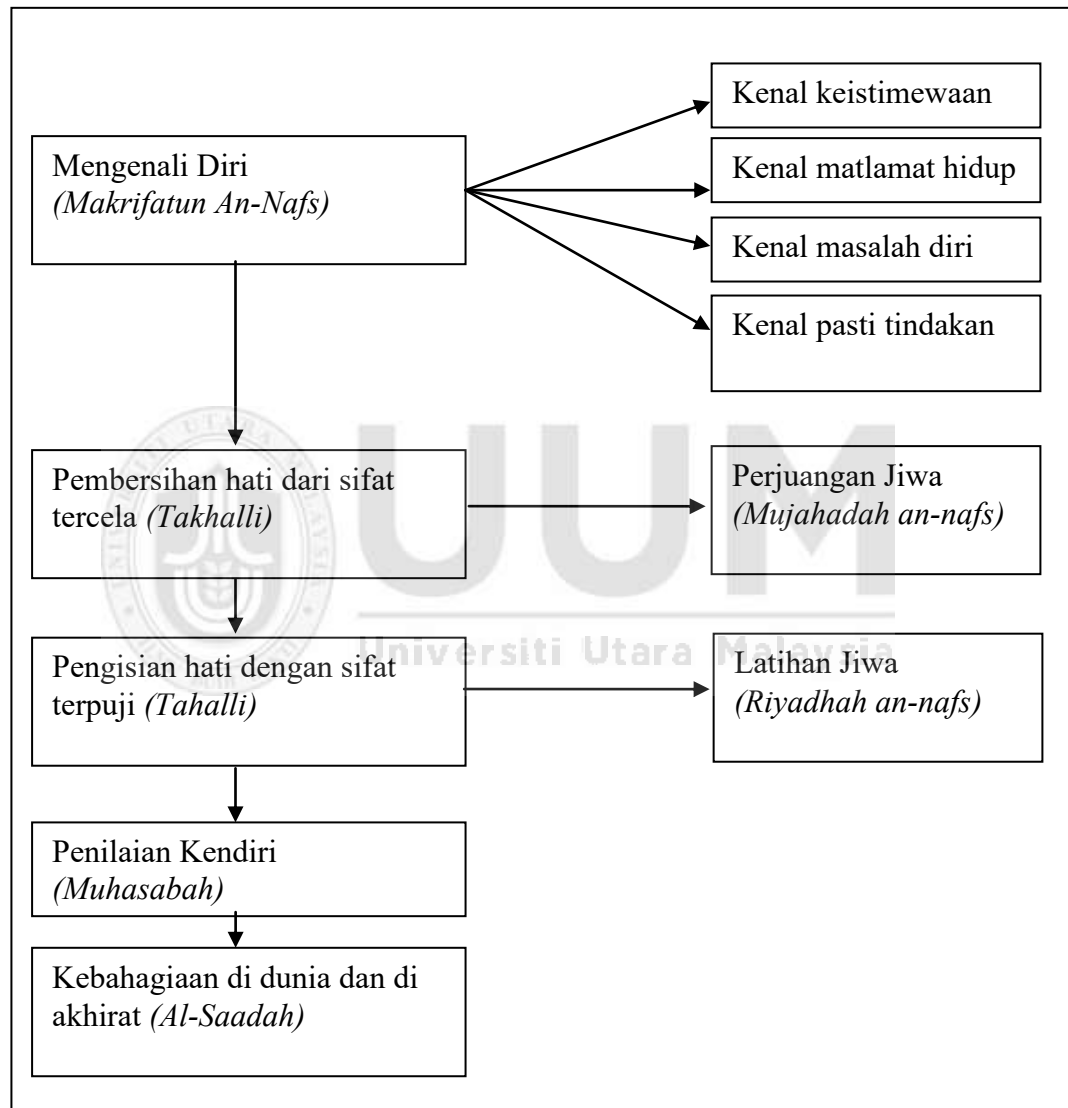 Kenal keistimewaan
Mengenali Diri
(Makrifatun An-Nafs)
Kenal matlamat hidup
Kenal masalah diri
Kenal pasti tindakan
Pembersihan hati dari sifat
tercela (Takhalli)
Perjuangan Jiwa
(Mujahadah an-nafs)
UUM
Universiti Utara Malaysia
Pengisian hati dengan sifat
terpuji (Tahalli)
Latihan Jiwa
(Riyadhah an-nafs)
Penilaian Kendiri
(Muhasabah)
Kebahagiaan di dunia dan di
akhirat (Al-Saadah)